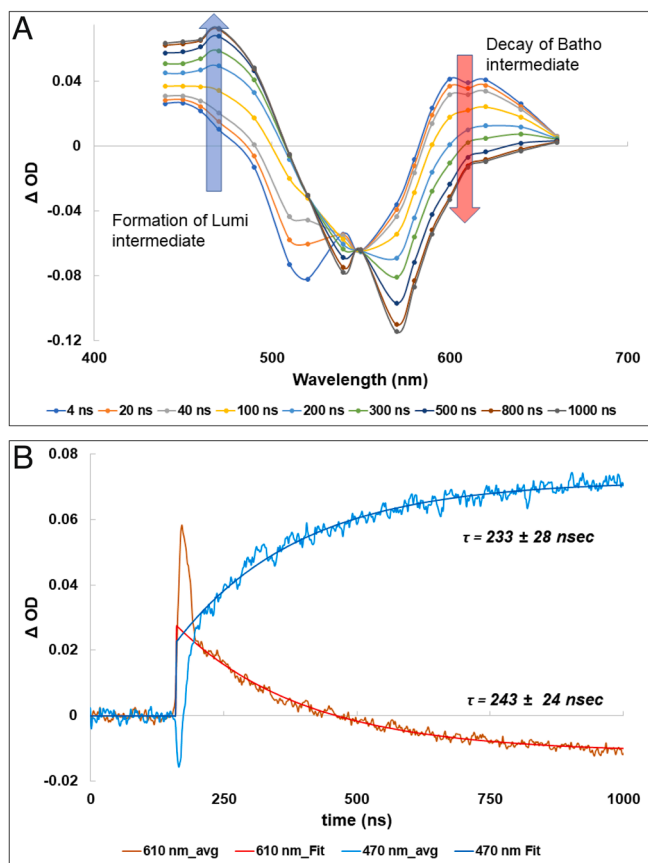 A
Δ OD
0.04
0
-0.04
-0.08
-0.12
Decay of Batho
intermediate
Formation of Lumi
intermediate
400 500 600 700
Wavelength (nm)
4 ns 20 ns 40 ns 100 ns 200 ns 300 ns 500 ns 800 ns 1000 ns
B
Δ OD
0.08
0.06
0.04
0.02
0
-0.02
τ = 233 ± 28 nsec
τ = 243 ± 24 nsec
0 250 500 750 1000
time (ns)
610 nm_avg 610 nm_Fit 470 nm_avg 470 nm Fit